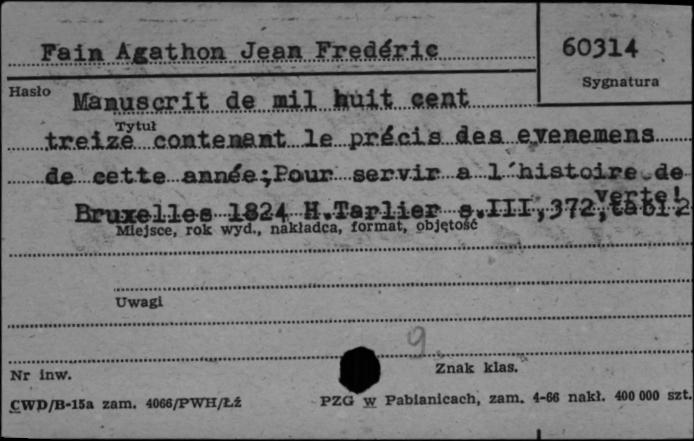 Fain Agathon Jean Fredéric
60314
Sygnatura
Hasło
Manuscrit de mil huit cent
Tytuł
treize contenant le précis des evenemens
de cette année;Pour servir a l'histoire de
verte!
Bruxelles 1824 H.Tarlier s.III,372,tabl2
Miejsce, rok wyd., nakładca, format, objętość
Uwagi
9
Nr inw.
Znak klas.
CWD/B-15a zam. 4066/PWH/Łź
PZG w Pabianicach, zam. 4-66 nakł. 400 000 szt.